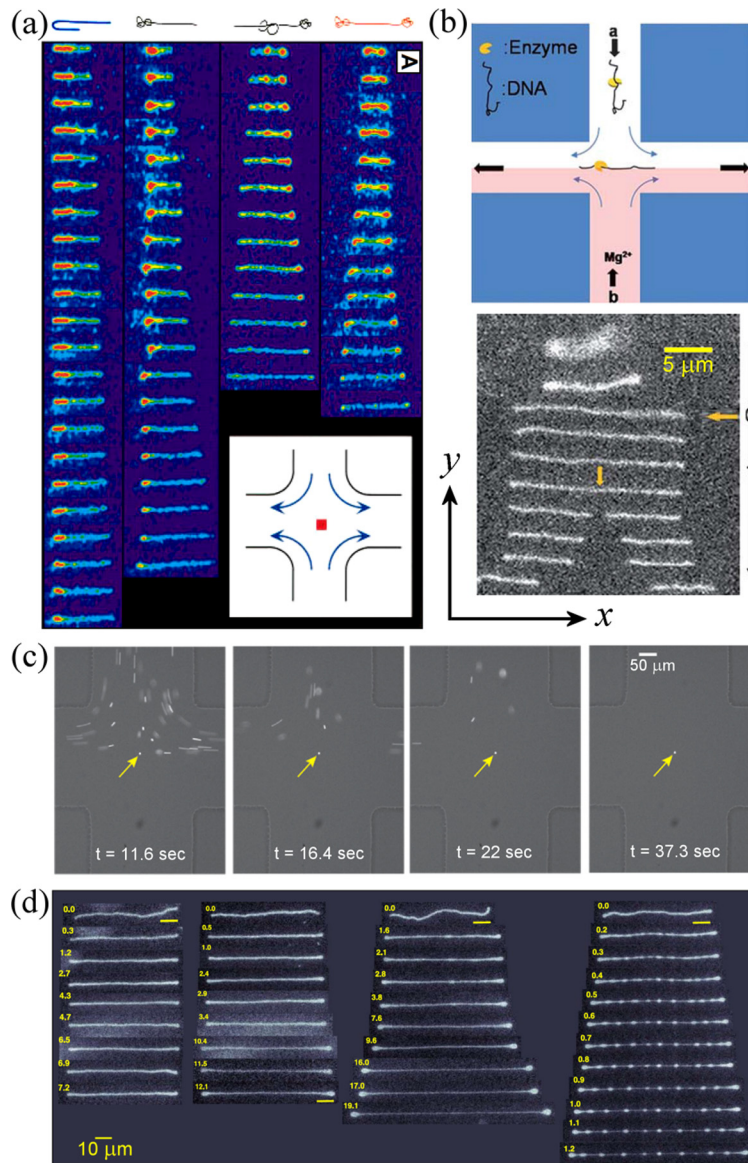 (a)
A
(b)
a
:Enzyme
:DNA
Mg2+
b
5 μm
y
x
(c)
50 μm
t = 11.6 sec
t = 16.4 sec
t = 22 sec
t = 37.3 sec
(d)
0.0
0.3
1.2
2.7
4.3
4.7
6.5
6.9
7.2
0.0
0.5
1.0
2.4
2.9
3.4
10.4
11.5
12.1
0.0
1.6
2.1
2.8
3.8
7.6
9.6
16.0
17.0
19.1
0.0
0.2
0.3
0.4
0.5
0.6
0.7
0.8
0.9
1.0
1.1
1.2
10 μm